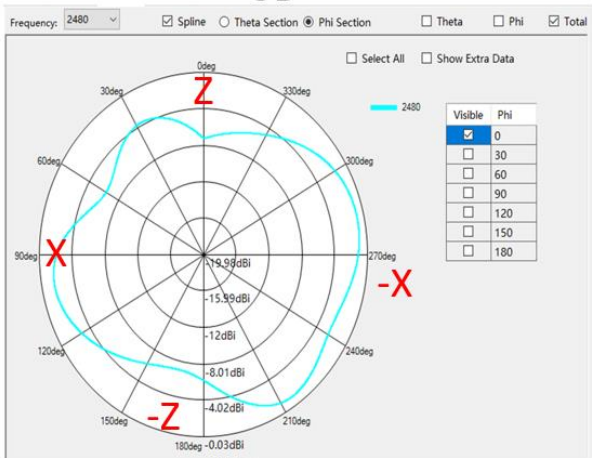 Frequency: 2480 Spline Theta Section Phi Section Theta Phi Total
Select All Show Extra Data
0deg
Z
30deg
330deg
2480
Visible Phi
0
30
60
90
120
150
180
60deg
300deg
90deg
X
270deg
-X
-19.98dBi
-15.99dBi
120deg
240deg
-12dBi
-8.01dBi
-4.02dBi
150deg
-Z
210deg
180deg -0.03dBi